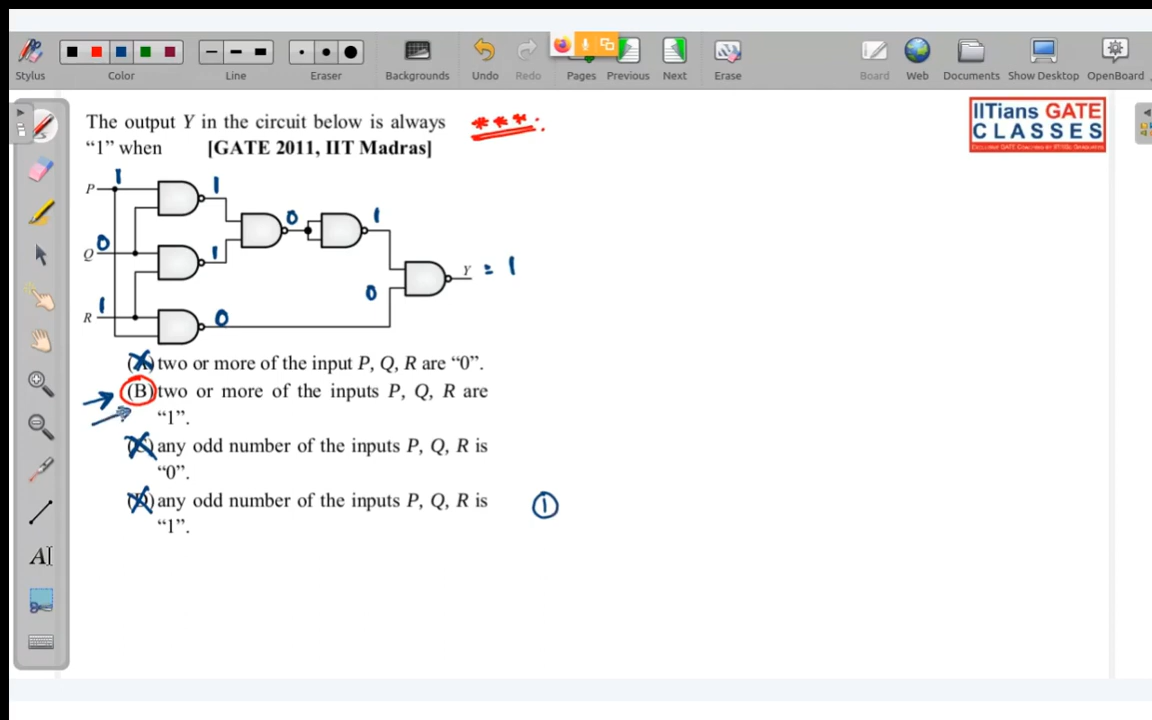 Stylus Color Line Eraser Backgrounds Undo Redo Pages Previous Next Erase Board Web Documents Show Desktop OpenBoard
The output Y in the circuit below is always ***:
“1” when [GATE 2011, IIT Madras]
IITians GATE
CLASSES
P 1 1
0 1
Q 0 1
Y = 1
0
R 1 0
(A) two or more of the input P, Q, R are “0”.
(B) two or more of the inputs P, Q, R are
“1”.
(C) any odd number of the inputs P, Q, R is
“0”.
(D) any odd number of the inputs P, Q, R is 1
“1”.
A